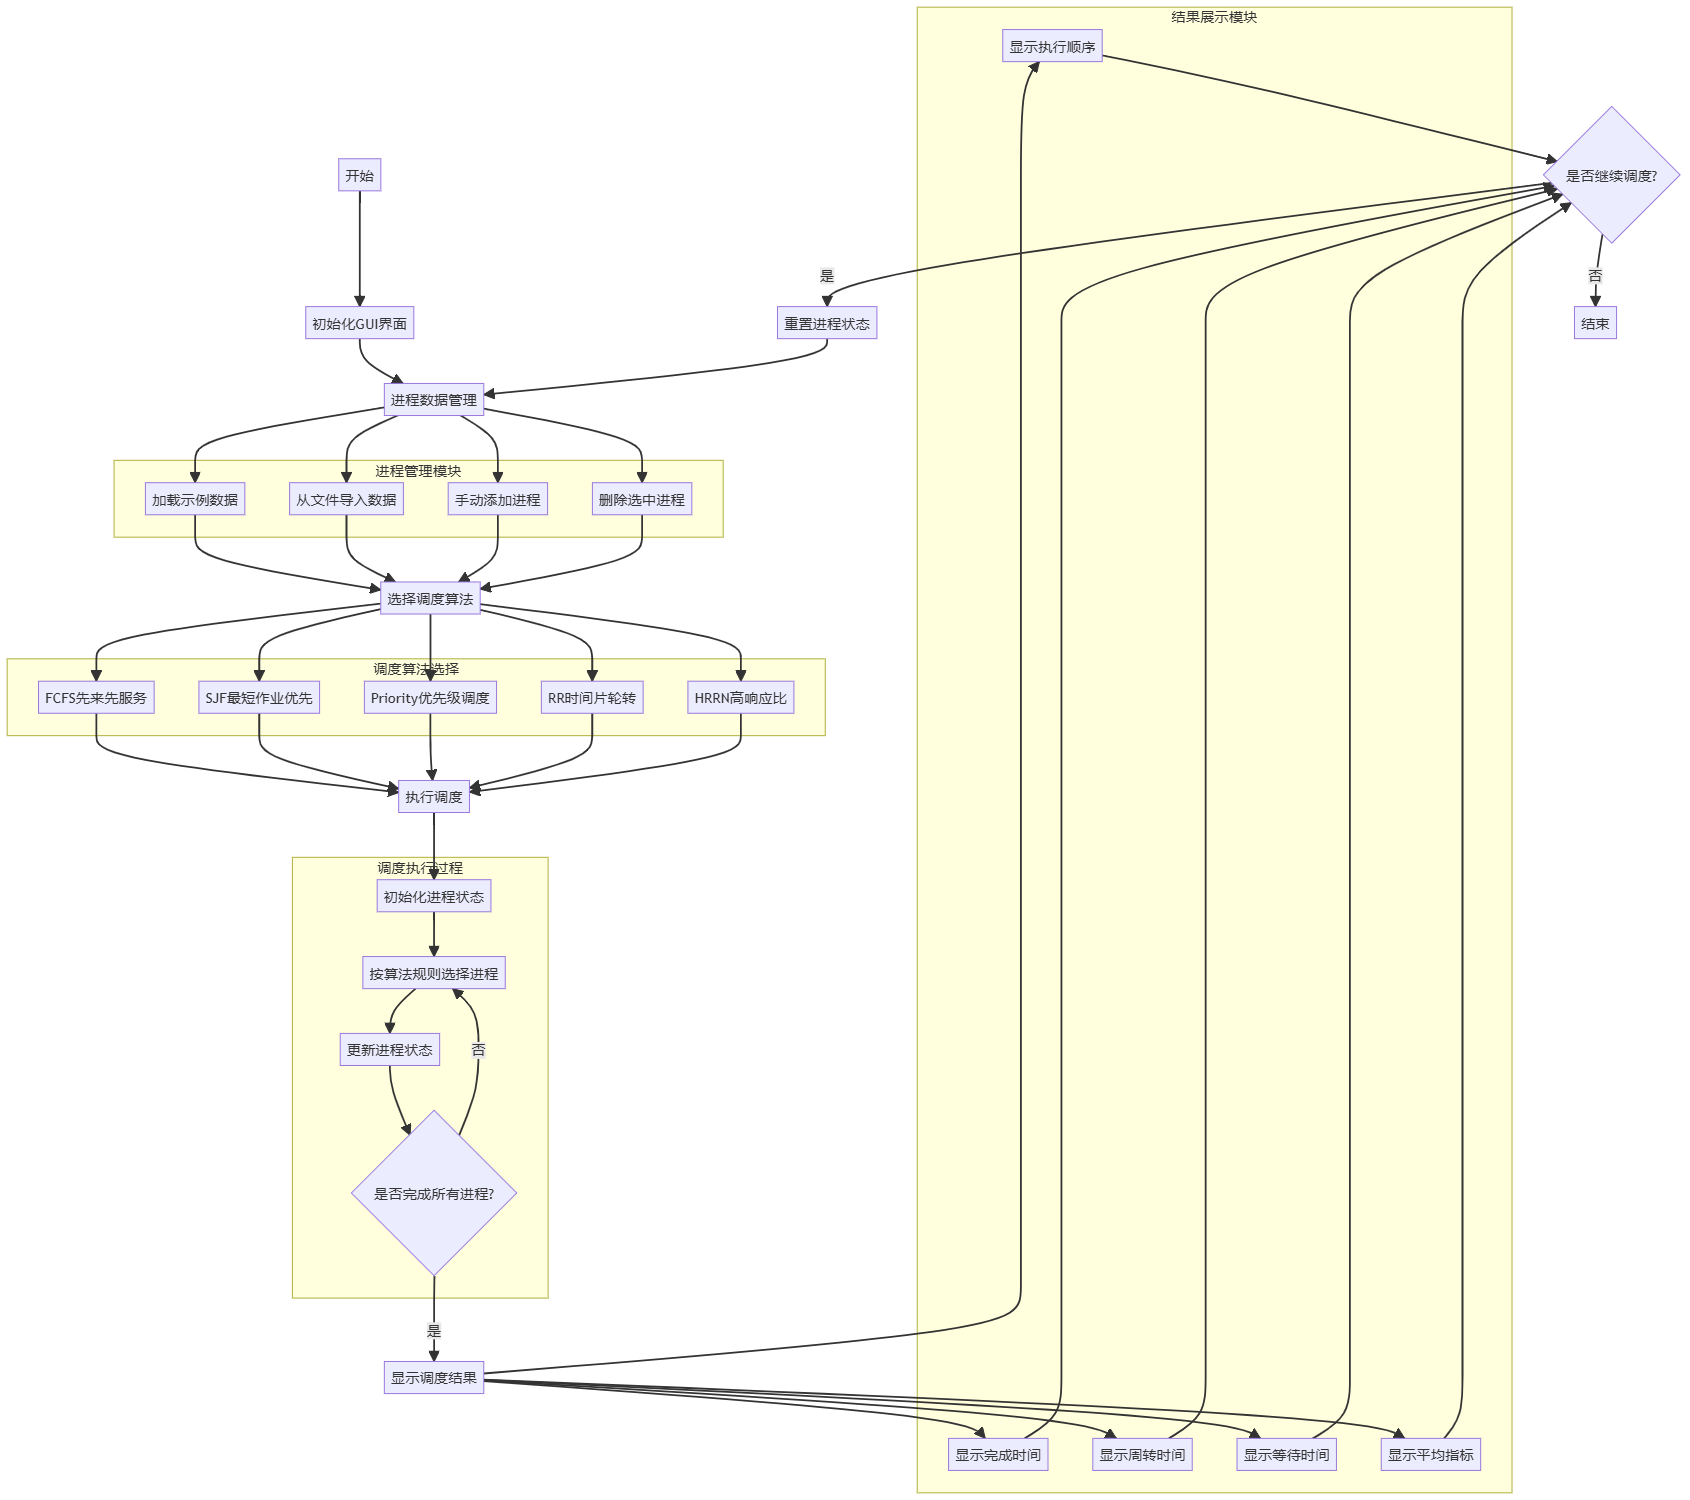 结果展示模块
显示执行顺序
开始
是否继续调度?
是
否
初始化GUI界面
重置进程状态
结束
进程数据管理
进程管理模块
加载示例数据
从文件导入数据
手动添加进程
删除选中进程
选择调度算法
调度算法选择
FCFS先来先服务
SJF最短作业优先
Priority优先级调度
RR时间片轮转
HRRN高响应比
执行调度
调度执行过程
初始化进程状态
按算法规则选择进程
更新进程状态
否
是否完成所有进程?
是
显示调度结果
显示完成时间
显示周转时间
显示等待时间
显示平均指标